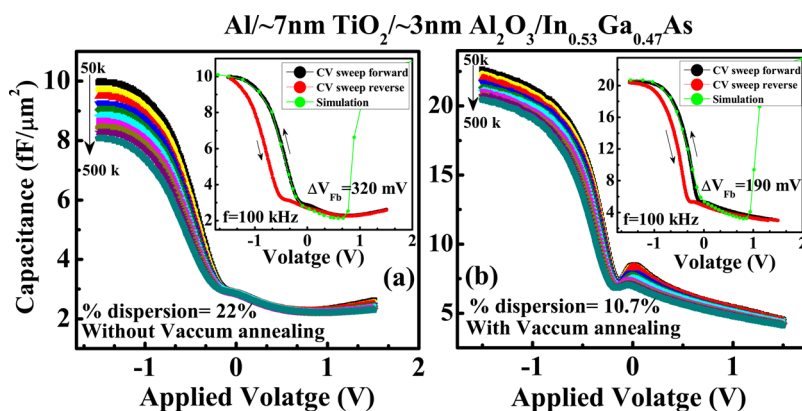 Al/~7nm TiO₂/~3nm Al₂O₃/In₀.₅₃Ga₀.₄₇As
Capacitance (fF/μm²)
10
8
6
4
2
50k
500 k
10
8
6
4
2
CV sweep forward
CV sweep reverse
Simulation
ΔV_Fb=320 mV
f=100 kHz
-1 0 1 2
Volatge (V)
(a)
% dispersion= 22%
Without Vaccum annealing
-1 0 1 2
Applied Volatge (V)
20
15
10
5
50k
500 k
25
20
15
10
5
0
CV sweep forward
CV sweep reverse
Simulation
ΔV_Fb=190 mV
f=100 kHz
-1 0 1 2
Volatge (V)
(b)
% dispersion= 10.7%
With Vaccum annealing
-1 0 1
Applied Volatge (V)